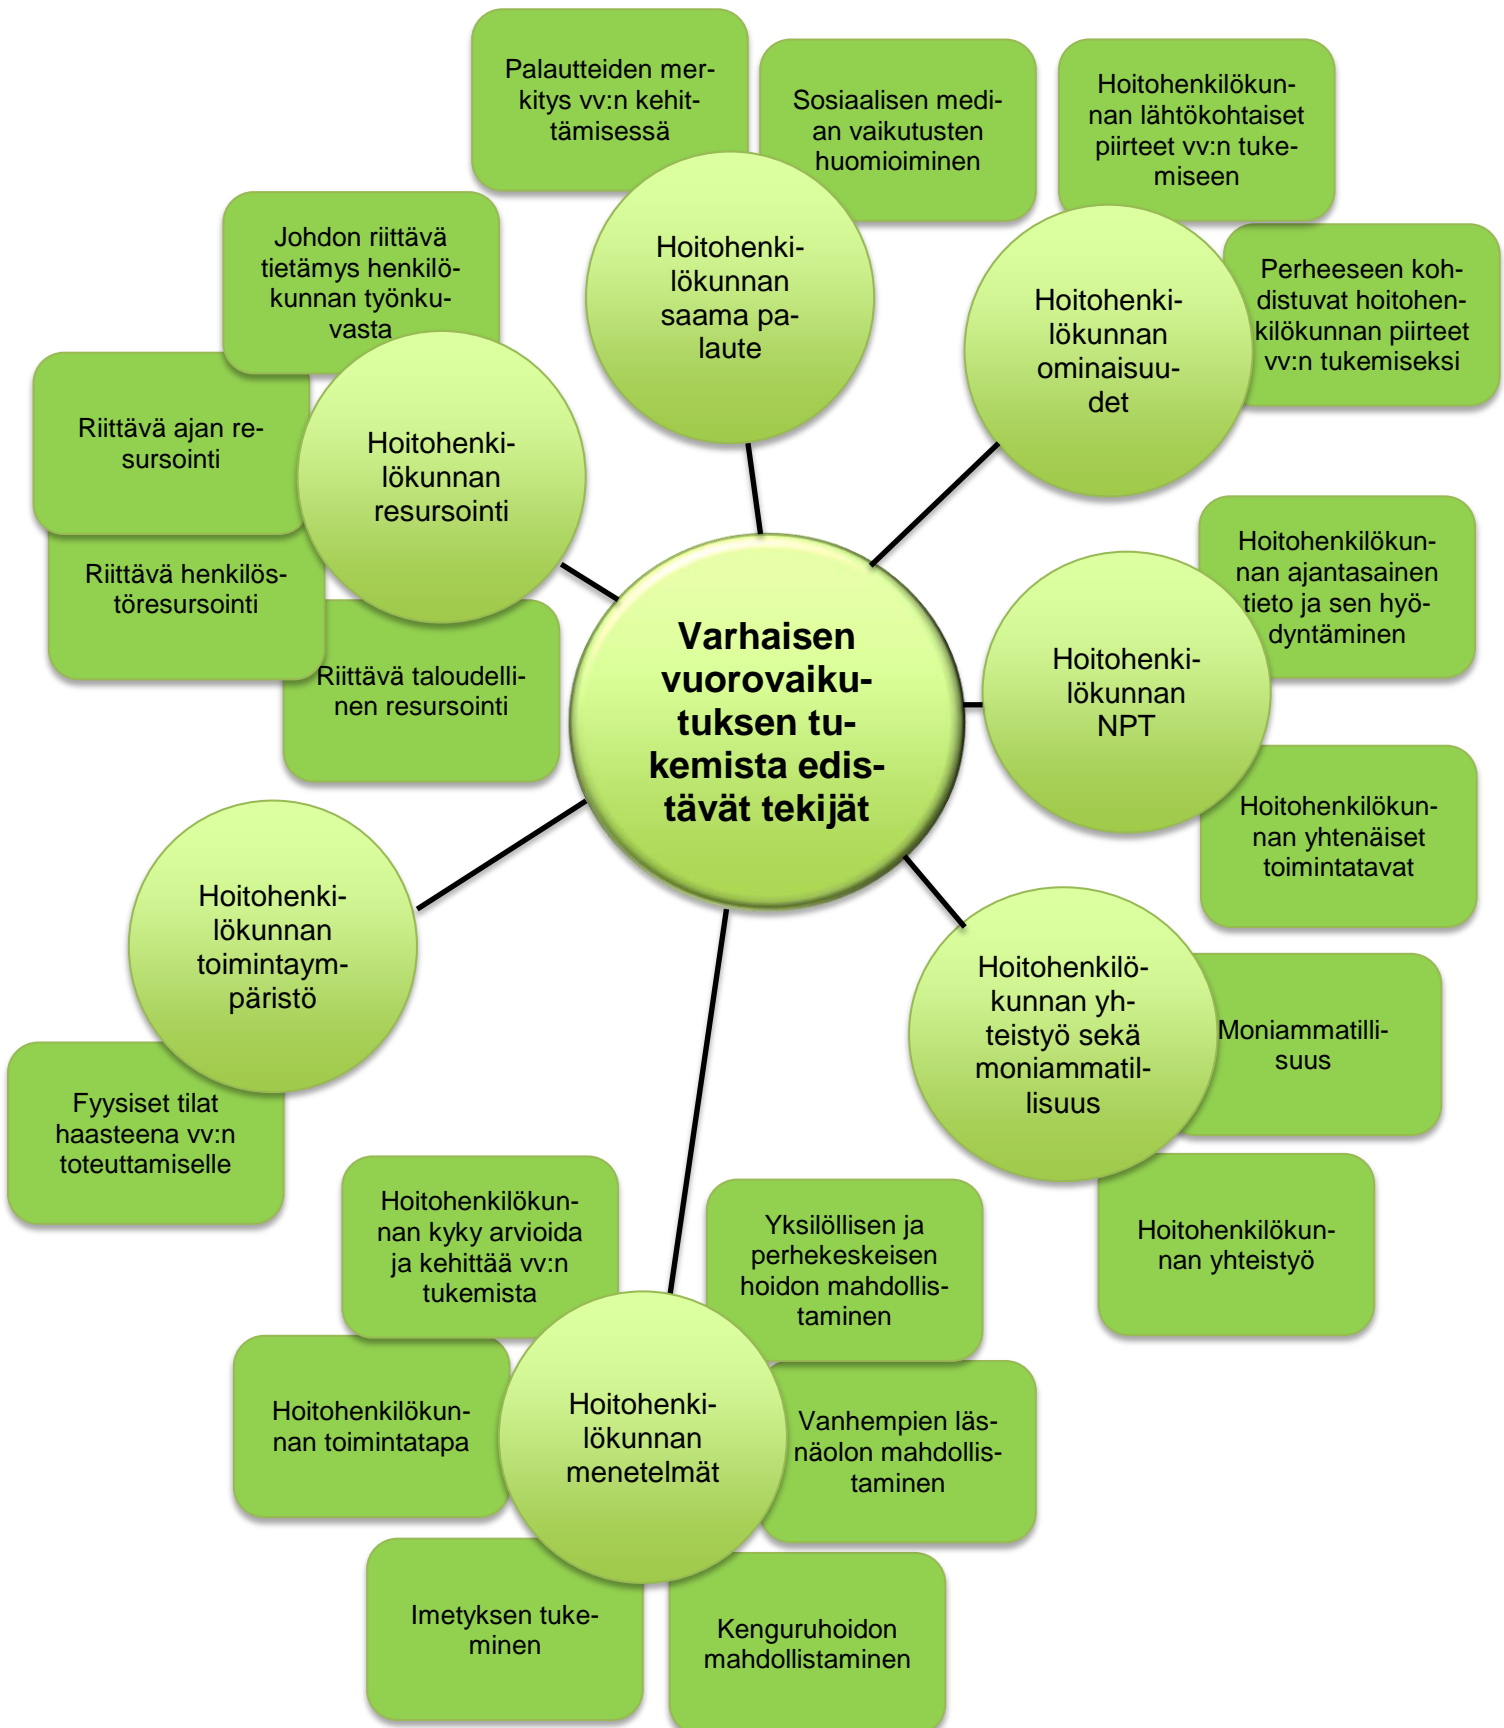 Palautteiden mer-
kitys vv:n kehit-
tämisessä
Sosiaalisen medi-
an vaikutusten
huomioiminen
Hoitohenkilökun-
nan lähtökohtaiset
piirteet vv:n tuke-
miseen
Johdon riittävä
tietämys henkilö-
kunnan työnku-
vasta
Hoitohenki-
lökunnan
saama pa-
laute
Hoitohenki-
lökunnan
ominaisuu-
det
Perheeseen koh-
distuvat hoitohen-
kilökunnan piirteet
vv:n tukemiseksi
Riittävä ajan re-
sursointi
Hoitohenki-
lökunnan
resursointi
Riittävä henkilös-
töresursointi
Riittävä taloudelli-
nen resursointi
Varhaisen
vuorovaiku-
tuksen tu-
kemista edis-
tävät tekijät
Hoitohenkilökun-
nan ajantasainen
tieto ja sen hyö-
dyntäminen
Hoitohenki-
lökunnan
NPT
Hoitohenkilökun-
nan yhtenäiset
toimintatavat
Hoitohenki-
lökunnan
toimintaym-
päristö
Fyysiset tilat
haasteena vv:n
toteuttamiselle
Hoitohenkilö-
kunnan yh-
teistyö sekä
moniammatil-
lisuus
Moniammatilli-
suus
Hoitohenkilökun-
nan yhteistyö
Hoitohenkilökun-
nan kyky arvioida
ja kehittää vv:n
tukemista
Yksilöllisen ja
perhekeskeisen
hoidon mahdollis-
taminen
Hoitohenkilökun-
nan toimintatapa
Hoitohenki-
lökunnan
menetelmät
Vanhempien läs-
näolon mahdollis-
taminen
Imetyksen tuke-
minen
Kenguruhoidon
mahdollistaminen